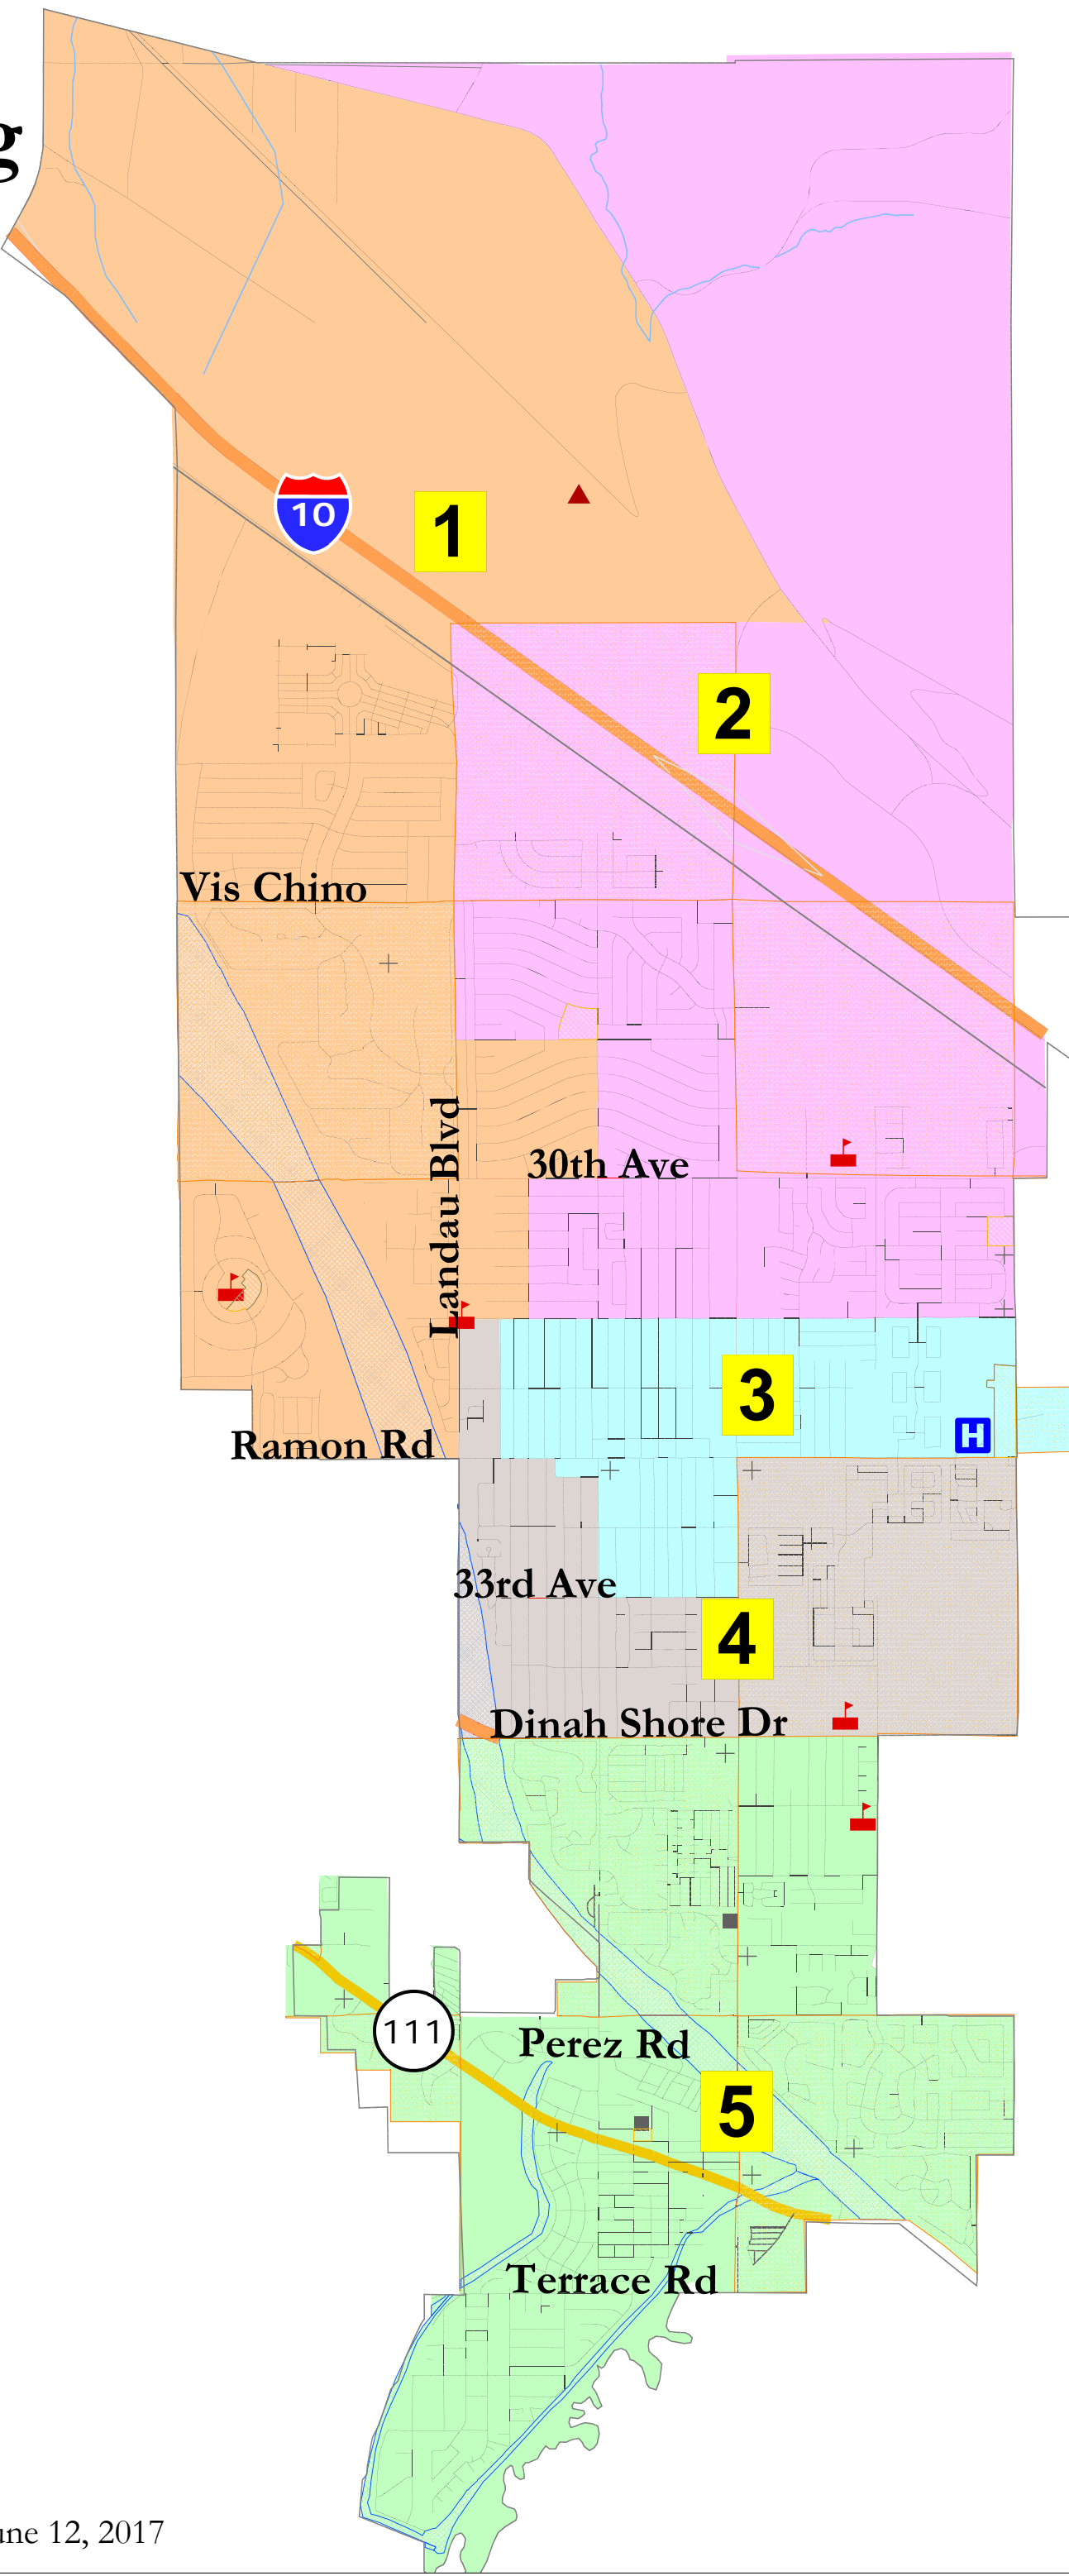 g
10
1
2
Vis Chino
Landau Blvd
30th Ave
3
H
Ramon Rd
33rd Ave
4
Dinah Shore Dr
111
Perez Rd
5
Terrace Rd
une 12, 2017